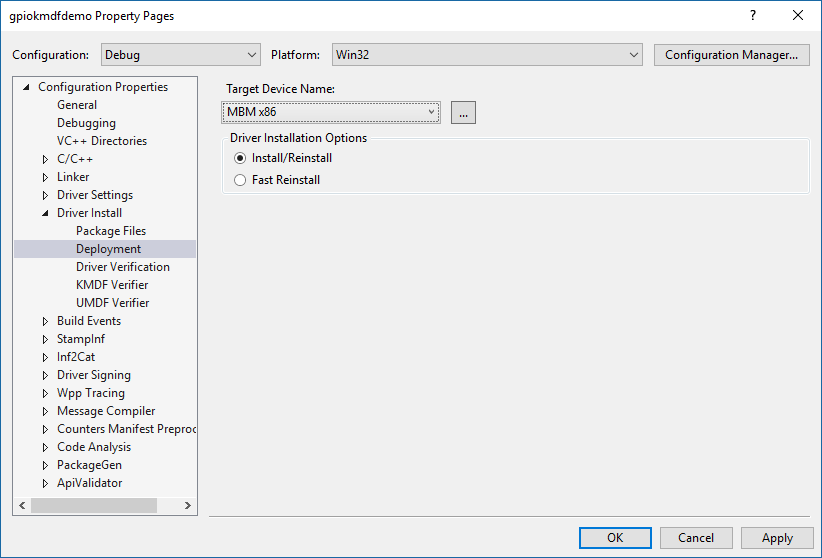 gpiokmdfdemo Property Pages
?
Configuration: Debug Platform: Win32 Configuration Manager...
Configuration Properties
General
Debugging
VC++ Directories
C/C++
Linker
Driver Settings
Driver Install
Package Files
Deployment
Driver Verification
KMDF Verifier
UMDF Verifier
Build Events
StampInf
Inf2Cat
Driver Signing
Wpp Tracing
Message Compiler
Counters Manifest Preproc
Code Analysis
PackageGen
ApiValidator
Target Device Name:
MBM x86 ...
Driver Installation Options
Install/Reinstall
Fast Reinstall
OK Cancel Apply